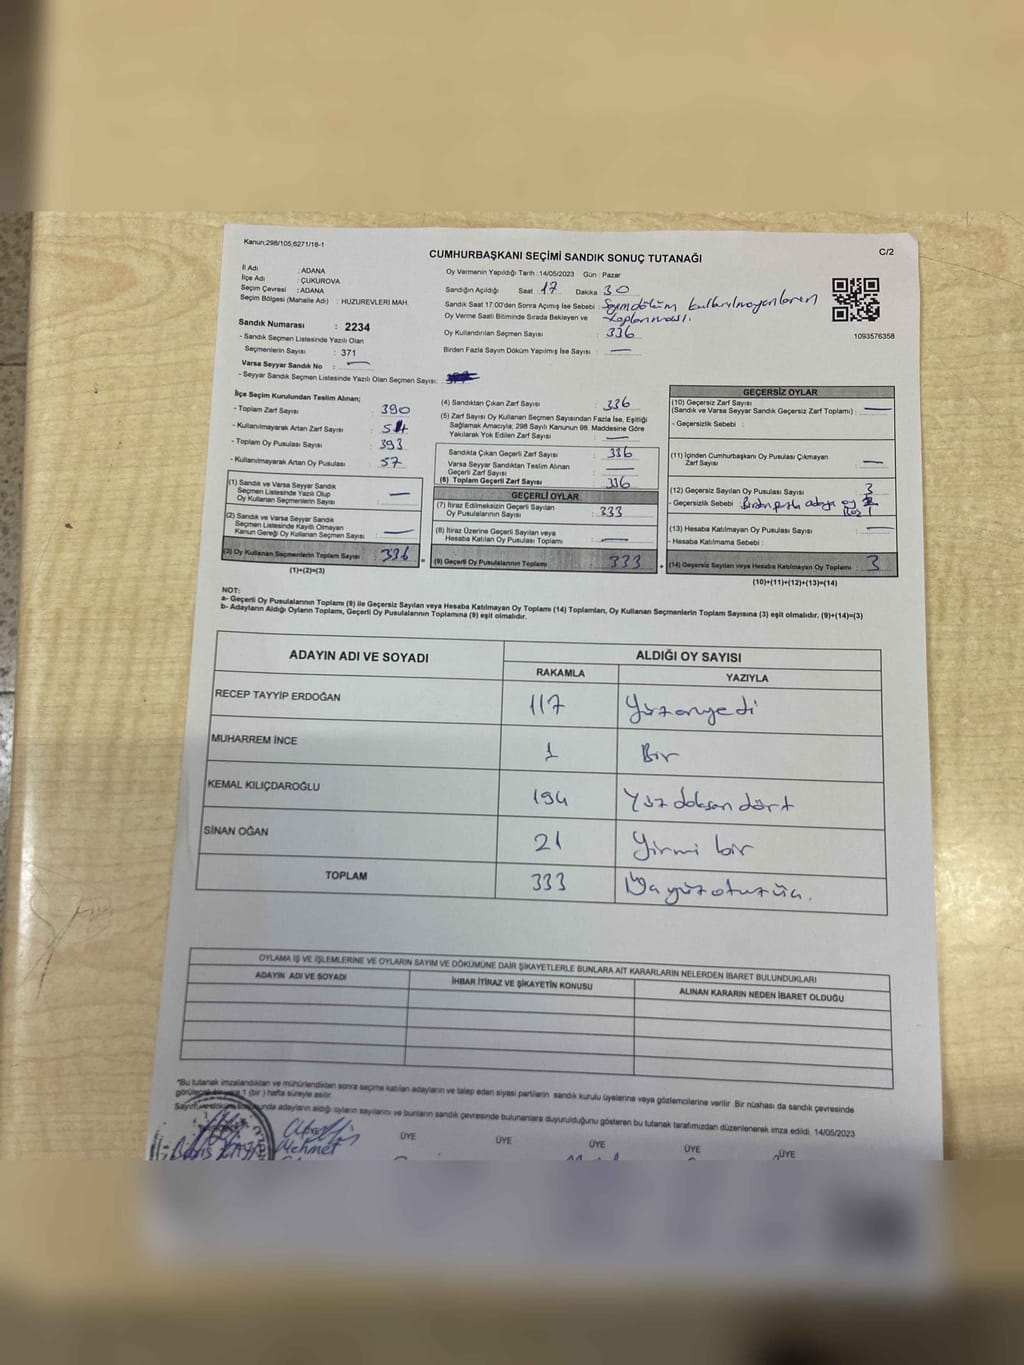 Kanun;298/105;6271/18-1
C/2
CUMHURBAŞKANI SEÇİMİ SANDIK SONUÇ TUTANAĞI
İl Adı : ADANA
İlçe Adı : ÇUKUROVA
Seçim Çevresi : ADANA
Seçim Bölgesi (Mahalle Adı) : HUZUREVLERİ MAH.
Sandık Numarası : 2234
- Sandık Seçmen Listesinde Yazılı Olan
Seçmenlerin Sayısı : 371
Varsa Seyyar Sandık No : —
- Seyyar Sandık Seçmen Listesinde Yazılı Olan Seçmen Sayısı:
Oy Vermenin Yapıldığı Tarih :14/05/2023 Gün : Pazar
Sandığın Açıldığı Saat : 17 Dakika : 30
Sandık Saat 17:00'den Sonra Açımış İse Sebebi : Sayım döküm kullanılmayanların
Oy Verme Saati Bitiminde Sırada Bekleyen ve toplanması.
Oy Kullandırılan Seçmen Sayısı : 336
Birden Fazla Sayım Döküm Yapılmış İse Sayısı : —
1093576358
İlçe Seçim Kurulundan Teslim Alınan;
- Toplam Zarf Sayısı : 390
- Kullanılmayarak Artan Zarf Sayısı : 54
- Toplam Oy Pusulası Sayısı : 393
- Kullanılmayarak Artan Oy Pusulası : 57
(1) Sandık ve Varsa Seyyar Sandık
Seçmen Listesinde Yazılı Olup
Oy Kullanan Seçmenlerin Sayısı : —
(2) Sandık ve Varsa Seyyar Sandık
Seçmen Listesinde Kayıtlı Olmayan
Kanun Gereği Oy Kullanan Seçmen Sayısı : —
(3) Oy Kullanan Seçmenlerin Toplam Sayısı : 336
(1)+(2)=(3)
(4) Sandıktan Çıkan Zarf Sayısı : 336
(5) Zarf Sayısı Oy Kullanan Seçmen Sayısından Fazla İse, Eşitliği
Sağlamak Amacıyla; 298 Sayılı Kanunun 98. Maddesine Göre
Yakılarak Yok Edilen Zarf Sayısı : —
Sandıkta Çıkan Geçerli Zarf Sayısı : 336
Varsa Seyyar Sandıktan Teslim Alınan
Geçerli Zarf Sayısı : —
(6) Toplam Geçerli Zarf Sayısı : 336
GEÇERLİ OYLAR
(7) İtiraz Edilmeksizin Geçerli Sayılan
Oy Pusulalarının Sayısı : 333
(8) İtiraz Üzerine Geçerli Sayılan veya
Hesaba Katılan Oy Pusulası Toplamı : —
(9) Geçerli Oy Pusulalarının Toplamı : 333
GEÇERSİZ OYLAR
(10) Geçersiz Zarf Sayısı
(Sandık ve Varsa Seyyar Sandık Geçersiz Zarf Toplamı) : —
- Geçersizlik Sebebi :
(11) İçinden Cumhurbaşkanı Oy Pusulası Çıkmayan
Zarf Sayısı : —
(12) Geçersiz Sayılan Oy Pusulası Sayısı : 3
- Geçersizlik Sebebi : Birden fazla adaya oy
(13) Hesaba Katılmayan Oy Pusulası Sayısı : —
- Hesaba Katılmama Sebebi :
(14) Geçersiz Sayılan veya Hesaba Katılmayan Oy Toplamı : 3
(10)+(11)+(12)+(13)=(14)
NOT:
a- Geçerli Oy Pusulalarının Toplamı (9) ile Geçersiz Sayılan veya Hesaba Katılmayan Oy Toplamı (14) Toplamları, Oy Kullanan Seçmenlerin Toplam Sayısına (3) eşit olmalıdır. (9)+(14)=(3)
b- Adayların Aldığı Oyların Toplamı, Geçerli Oy Pusulalarının Toplamına (9) eşit olmalıdır.
ADAYIN ADI VE SOYADI ALDIĞI OY SAYISI
RAKAMLA YAZIYLA
RECEP TAYYİP ERDOĞAN 117 Yüzonyedi
MUHARREM İNCE 1 Bir
KEMAL KILIÇDAROĞLU 194 Yüz doksan dört
SİNAN OĞAN 21 Yirmi bir
TOPLAM 333 Üçyüzotuzüç.
OYLAMA İŞ VE İŞLEMLERİNE VE OYLARIN SAYIM VE DÖKÜMÜNE DAİR ŞİKAYETLERLE BUNLARA AİT KARARLARIN NELERDEN İBARET BULUNDUKLARI
ADAYIN ADI VE SOYADI İHBAR İTİRAZ VE ŞİKAYETİN KONUSU ALINAN KARARIN NEDEN İBARET OLDUĞU
*Bu tutanak imzalandıktan ve mühürlendikten sonra seçime katılan adayların ve talep eden siyasi partilerin sandık kurulu üyelerine veya gözlemcilerine verilir. Bir nüshası da sandık çevresinde
görülecek bir yere 1 (bir) hafta süreyle asılır.
Sayım ve döküm sonunda adayların aldığı oyların sayılarını ve bunların sandık çevresinde bulunanlara duyurulduğunu gösteren bu tutanak tarafımızdan düzenlenerek imza edildi. 14/05/2023
ÜYE ÜYE ÜYE ÜYE ÜYE ÜYE
Mehmet